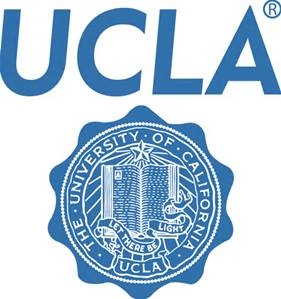 UCLA®
· THE · UNIVERSITY · OF · CALIFORNIA ·
A
LET THERE BE
LIGHT
UCLA